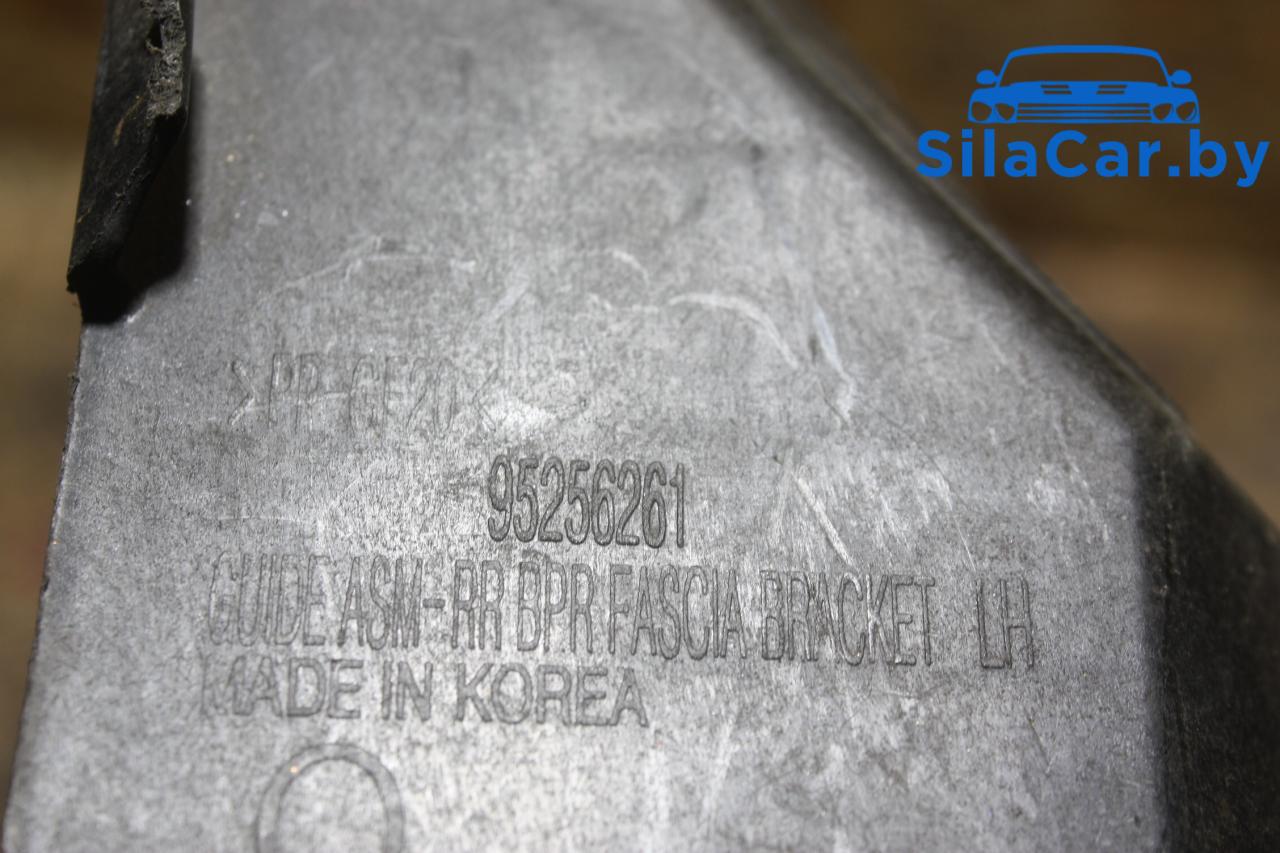 SilaCar.by
>PP-GF20<
95256261
GUIDE ASM-RR BPR FASCIA BRACKET LH
MADE IN KOREA